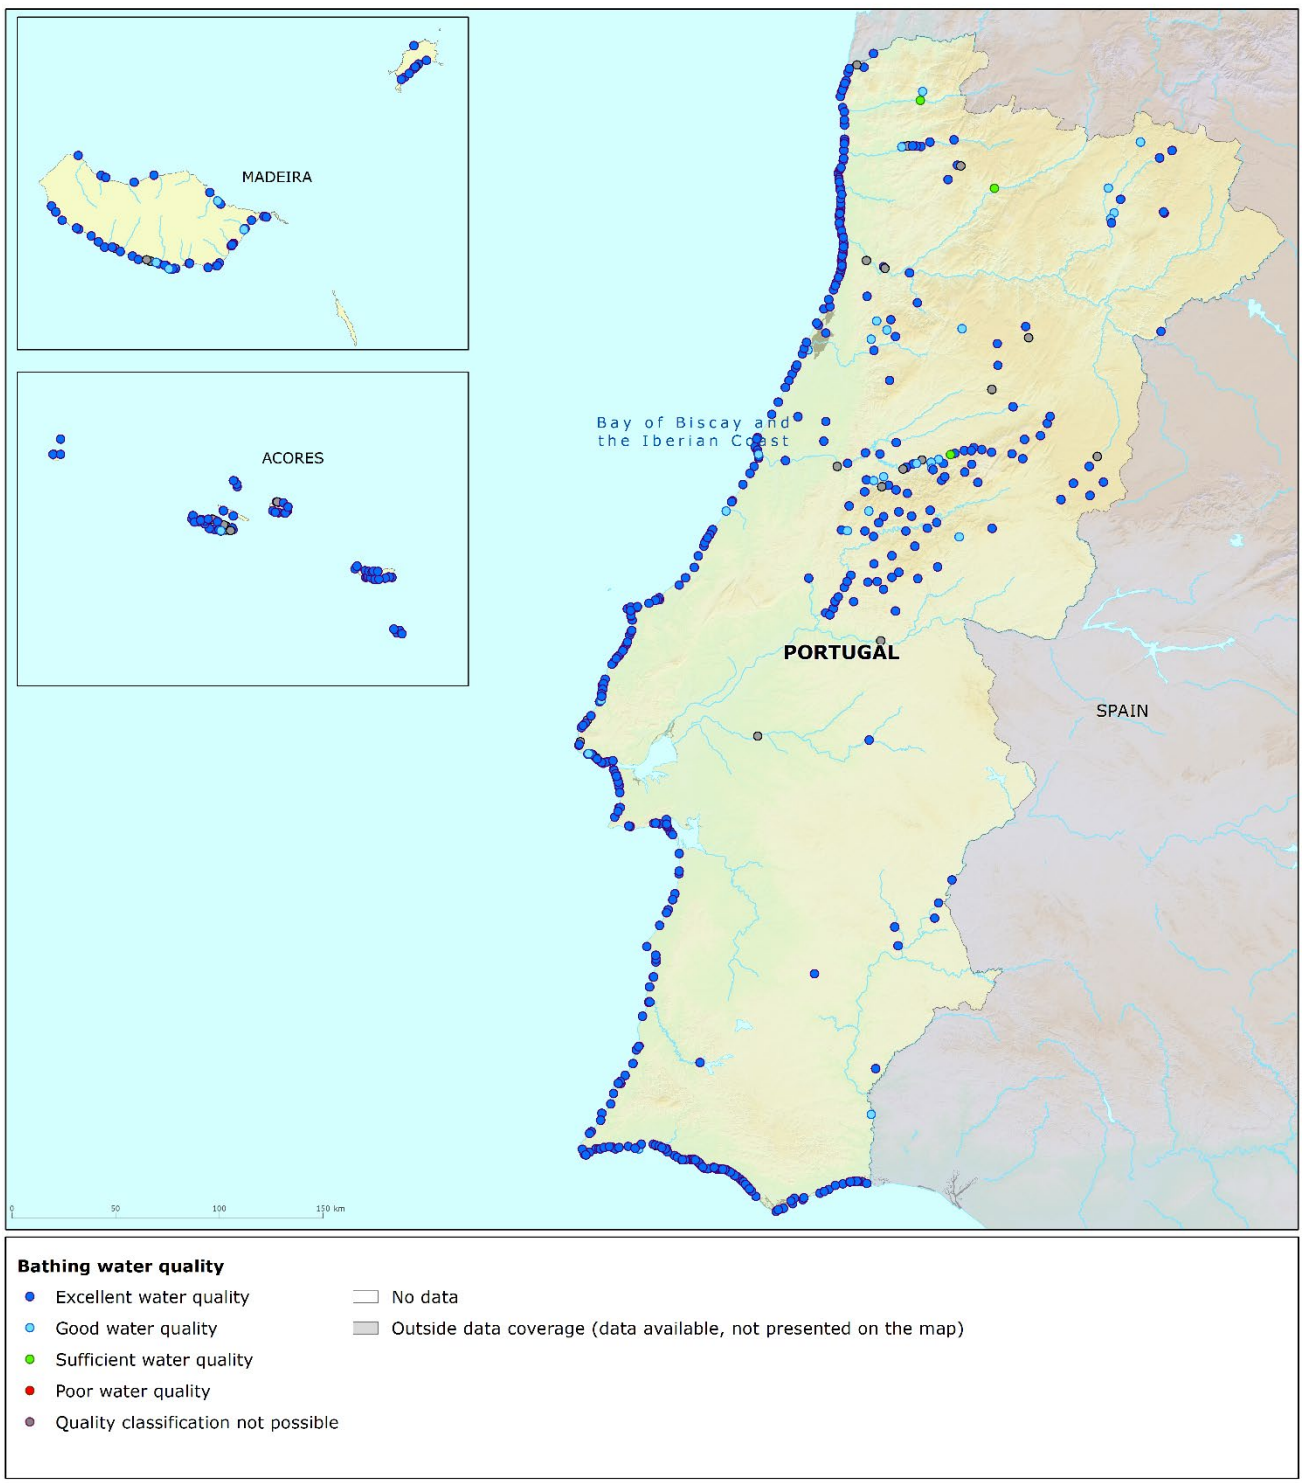 MADEIRA
ACORES
Bay of Biscay and
the Iberian Coast
PORTUGAL
SPAIN
0 50 100 150 km
Bathing water quality
Excellent water quality
Good water quality
Sufficient water quality
Poor water quality
Quality classification not possible
No data
Outside data coverage (data available, not presented on the map)